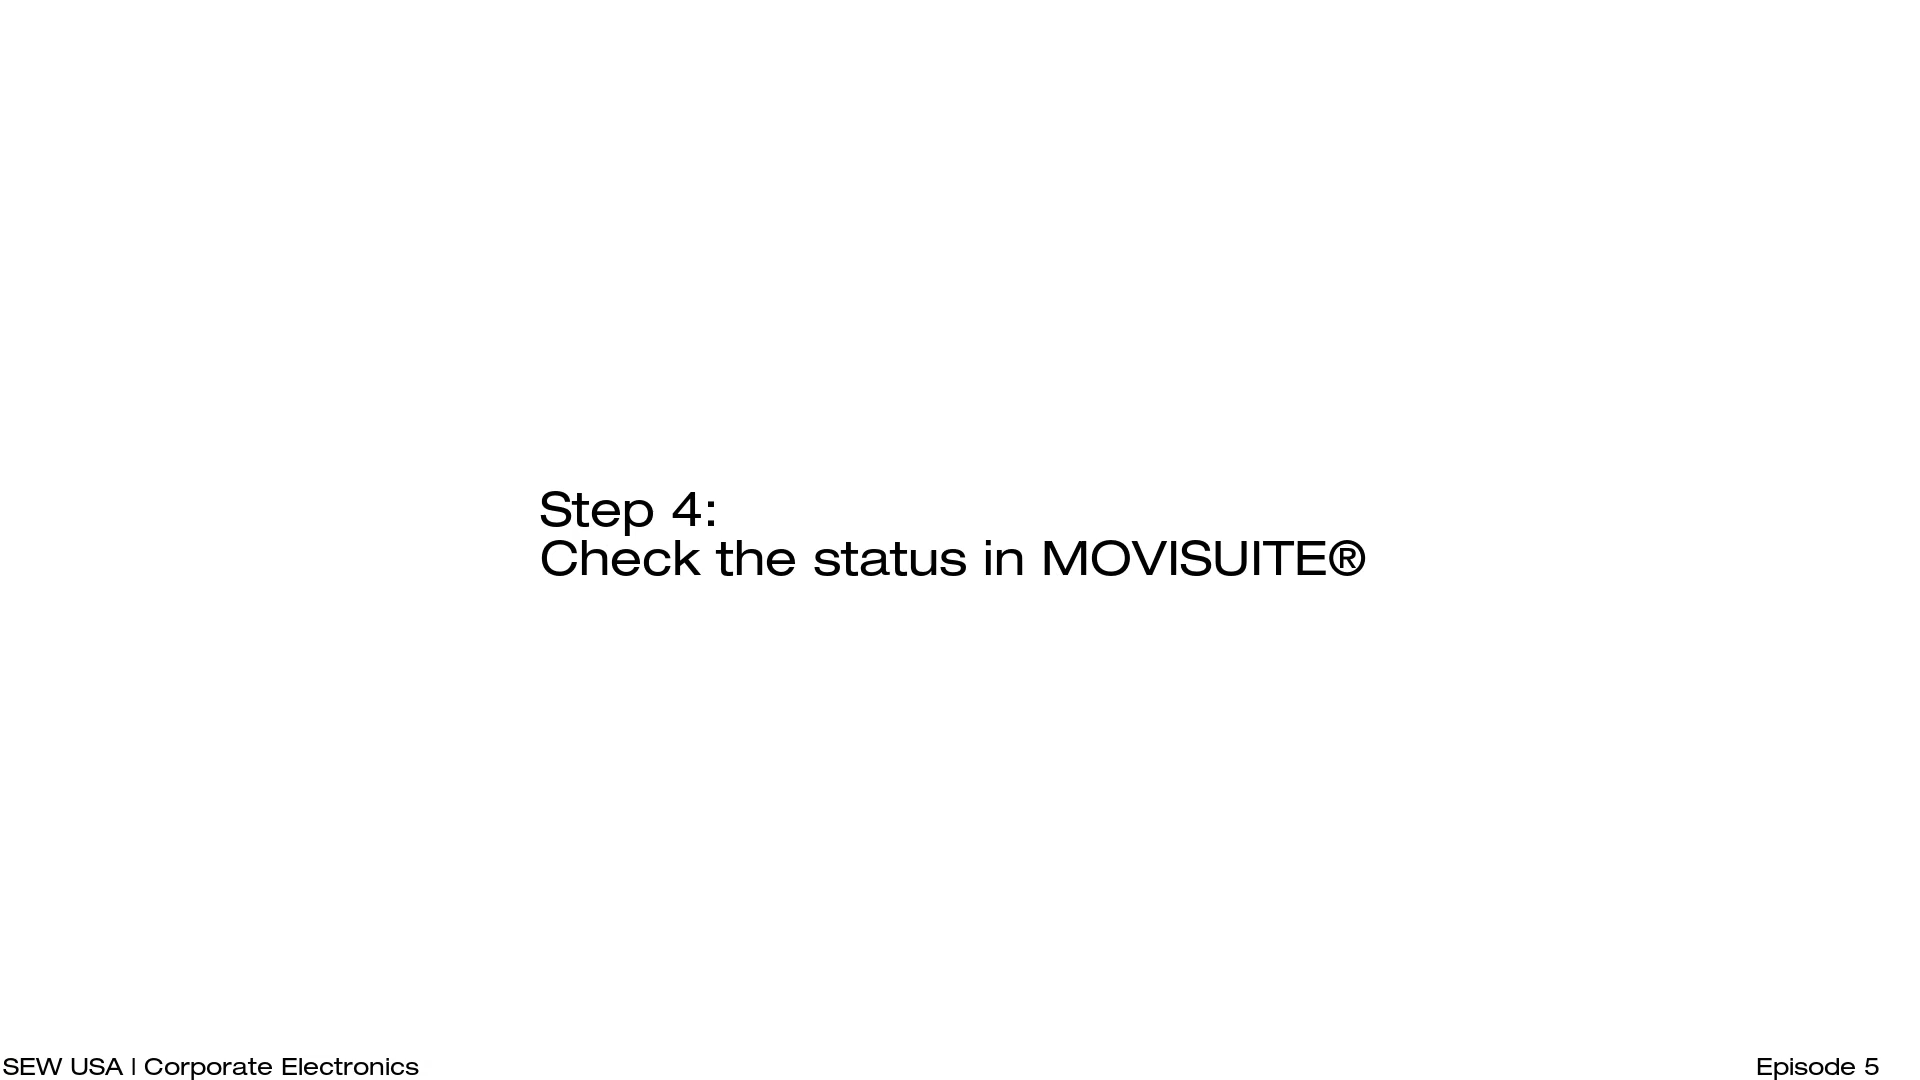 Step 4:
Check the status in MOVISUITE®
SEW USA | Corporate Electronics
Episode 5